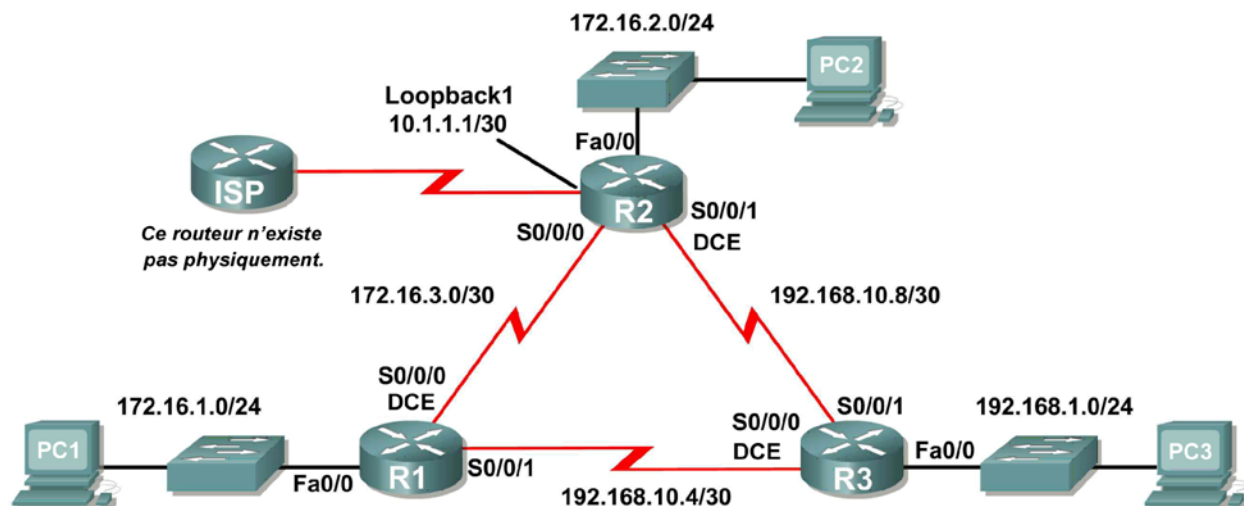 172.16.2.0/24
PC2
Loopback1
10.1.1.1/30
Fa0/0
ISP
R2
S0/0/1
DCE
S0/0/0
Ce routeur n'existe
pas physiquement.
172.16.3.0/30
192.168.10.8/30
S0/0/0
DCE
172.16.1.0/24
S0/0/1
192.168.1.0/24
S0/0/0
DCE
PC1
R1
S0/0/1
Fa0/0
R3
Fa0/0
PC3
192.168.10.4/30